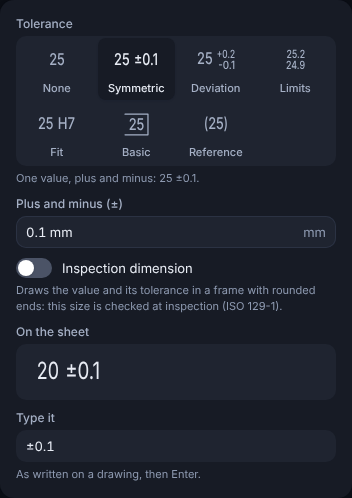 Tolerance
25 25 ±0.1 25 +0.2 -0.1 25.2 24.9
None Symmetric Deviation Limits
25 H7 25 (25)
Fit Basic Reference
One value, plus and minus: 25 ±0.1.
Plus and minus (±)
0.1 mm mm
Inspection dimension
Draws the value and its tolerance in a frame with rounded
ends: this size is checked at inspection (ISO 129-1).
On the sheet
20 ±0.1
Type it
±0.1
As written on a drawing, then Enter.